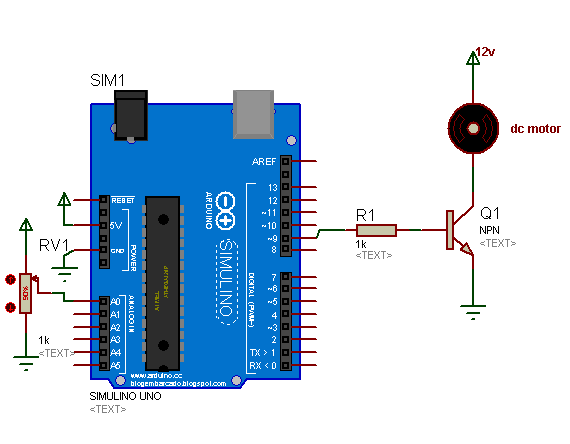 12v
SIM1
dc motor
AREF
13
12
~11
~10
~9
8
RESET
5V
GND
POWER
ARDUINO
SIMULINO
R1
1k
<TEXT>
Q1
NPN
<TEXT>
RV1
1k
<TEXT>
A0
A1
A2
A3
A4
A5
ANALOG IN
DIGITAL (PWM~)
7
~6
~5
4
~3
2
TX > 1
RX < 0
www.arduino.cc
blogembarcado.blogspot.com
SIMULINO UNO
<TEXT>